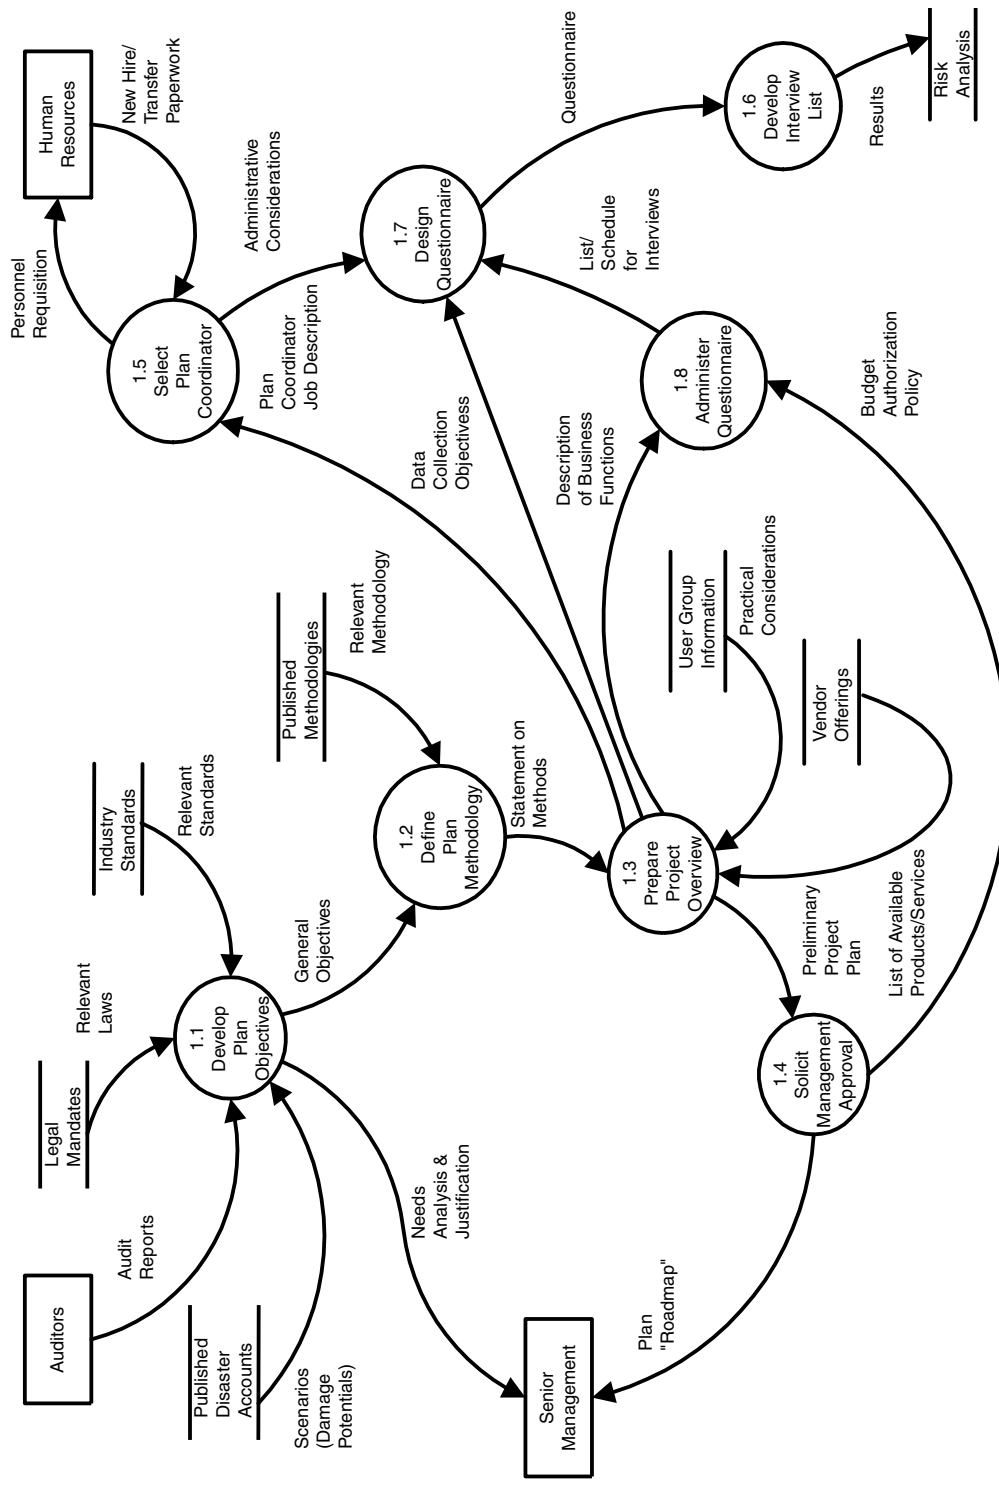 Auditors
Audit
Reports
Legal
Mandates
Relevant
Laws
Industry
Standards
Relevant
Standards
Published
Disaster
Accounts
Scenarios
(Damage
Potentials)
1.1
Develop
Plan
Objectives
General
Objectives
Needs
Analysis &
Justification
Senior
Management
Plan
"Roadmap"
Published
Methodologies
Relevant
Methodology
1.2
Define
Plan
Methodology
Statement on
Methods
1.3
Prepare
Project
Overview
Preliminary
Project
Plan
1.4
Solicit
Management
Approval
List of Available
Products/Services
Vendor
Offerings
User Group
Information
Practical
Considerations
Budget
Authorization
Policy
Personnel
Requisition
Human
Resources
New Hire/
Transfer
Paperwork
1.5
Select
Plan
Coordinator
Administrative
Considerations
Plan
Coordinator
Job Description
Data
Collection
Objectivess
Description
of Business
Functions
1.7
Design
Questionnaire
1.8
Administer
Questionnaire
List/
Schedule
for
Interviews
Questionnaire
1.6
Develop
Interview
List
Results
Risk
Analysis